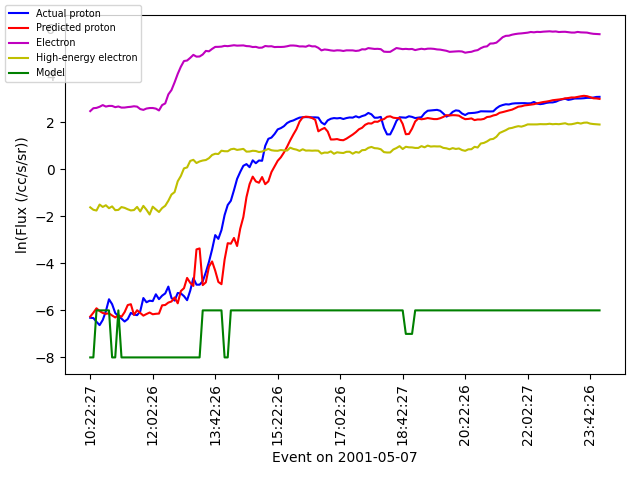 Actual proton
Predicted proton
Electron
High-energy electron
Model
2
0
−2
−4
−6
−8
ln(Flux (/cc/s/sr))
10:22:27
12:02:26
13:42:26
15:22:26
17:02:26
18:42:27
20:22:26
22:02:27
23:42:26
Event on 2001-05-07